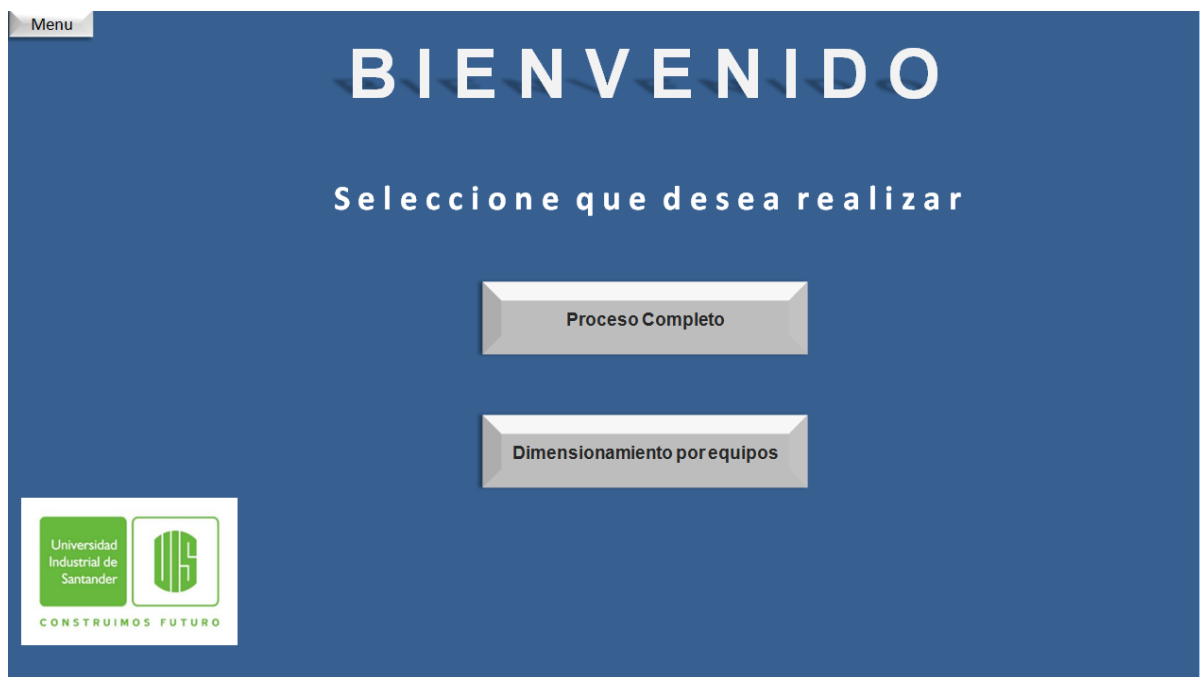 Menu
BIENVENIDO
Seleccione que desea realizar
Proceso Completo
Dimensionamiento por equipos
Universidad
Industrial de
Santander
UIS
CONSTRUIMOS FUTURO